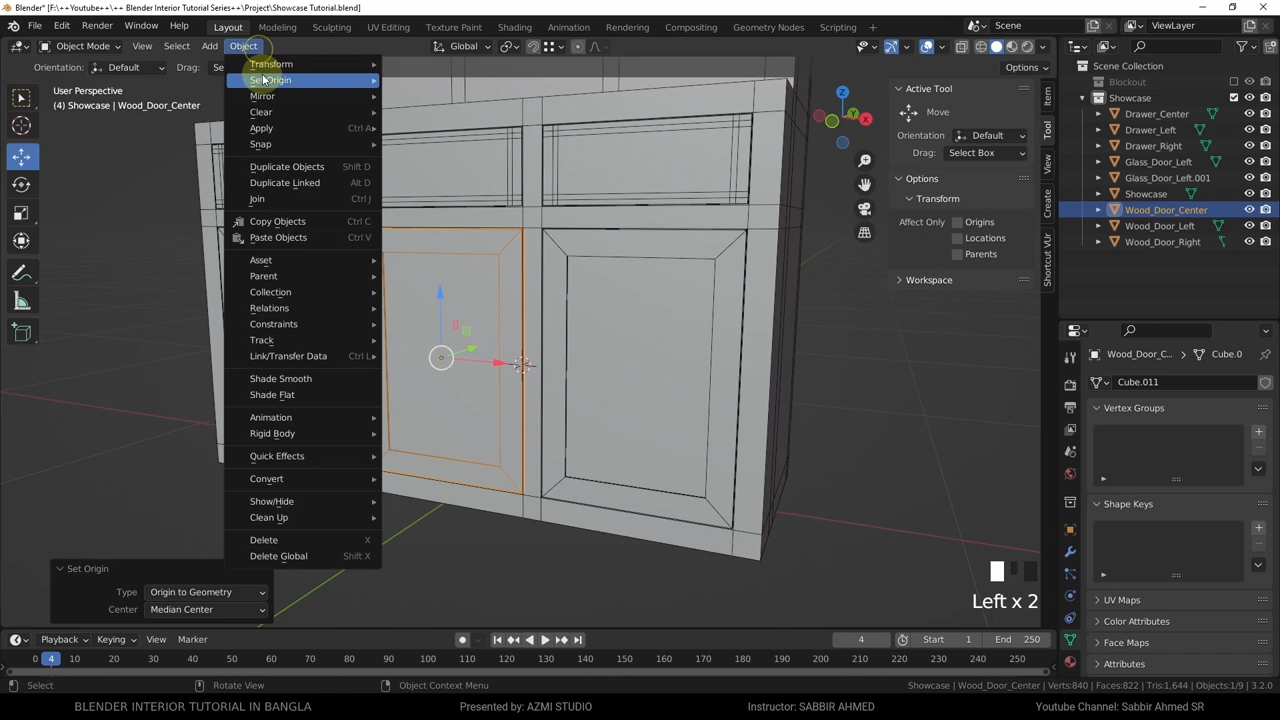 Blender* [F:\++Youtube++\++ Blender Interior Tutorial Series++\Project\Showcase Tutorial.blend]
File Edit Render Window Help Layout Modeling Sculpting UV Editing Texture Paint Shading Animation Rendering Compositing Geometry Nodes Scripting Scene ViewLayer
Object Mode View Select Add Object Global
Orientation: Default Drag: Se Options
User Perspective
(4) Showcase | Wood_Door_Center
Transform
Set Origin
Mirror
Clear
Apply Ctrl A
Snap
Duplicate Objects Shift D
Duplicate Linked Alt D
Join Ctrl J
Copy Objects Ctrl C
Paste Objects Ctrl V
Asset
Parent
Collection
Relations
Constraints
Track
Link/Transfer Data Ctrl L
Shade Smooth
Shade Flat
Animation
Rigid Body
Quick Effects
Convert
Show/Hide
Clean Up
Delete X
Delete Global Shift X
Set Origin
Type Origin to Geometry
Center Median Center
Z
Y
X
Active Tool
Move
Orientation Default
Drag: Select Box
Options
Transform
Affect Only Origins
Locations
Parents
Workspace
Item
Tool
View
Create
Shortcut VUr
Left x 2
Scene Collection
Blockout
Showcase
Drawer_Center
Drawer_Left
Drawer_Right
Glass_Door_Left
Glass_Door_Left.001
Showcase
Wood_Door_Center
Wood_Door_Left
Wood_Door_Right
Wood_Door_C... Cube.0
Cube.011
Vertex Groups
Shape Keys
UV Maps
Color Attributes
Face Maps
Attributes
Playback Keying View Marker 4 Start 1 End 250
0 4 10 20 30 40 50 60 70 80 90 100 110 120 130 140 150 160 170 180 190 200 210 220 230 240 250
Select Rotate View Object Context Menu Showcase | Wood_Door_Center | Verts:840 | Faces:822 | Tris:1,644 | Objects:1/9 | 3.2.0
BLENDER INTERIOR TUTORIAL IN BANGLA Presented by: AZMI STUDIO Instructor: SABBIR AHMED Youtube Channel: Sabbir Ahmed SR